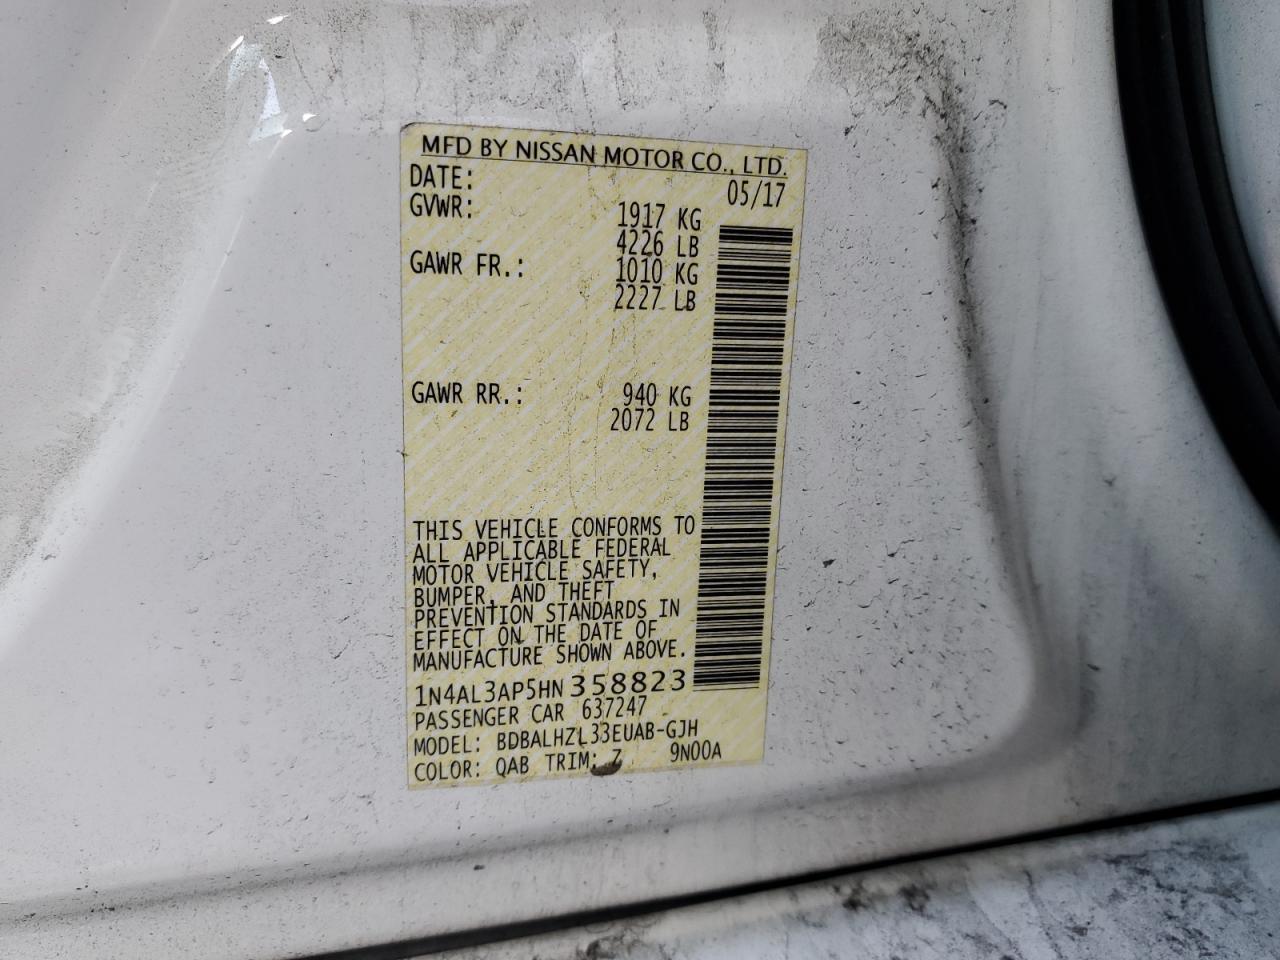 MFD BY NISSAN MOTOR CO., LTD.
DATE: 05/17
GVWR: 1917 KG
4226 LB
GAWR FR.: 1010 KG
2227 LB
GAWR RR.: 940 KG
2072 LB
THIS VEHICLE CONFORMS TO
ALL APPLICABLE FEDERAL
MOTOR VEHICLE SAFETY,
BUMPER, AND THEFT
PREVENTION STANDARDS IN
EFFECT ON THE DATE OF
MANUFACTURE SHOWN ABOVE.
1N4AL3AP5HN358823
PASSENGER CAR 637247
MODEL: BDBALHZL33EUAB-GJH
COLOR: QAB TRIM: Z 9N00A